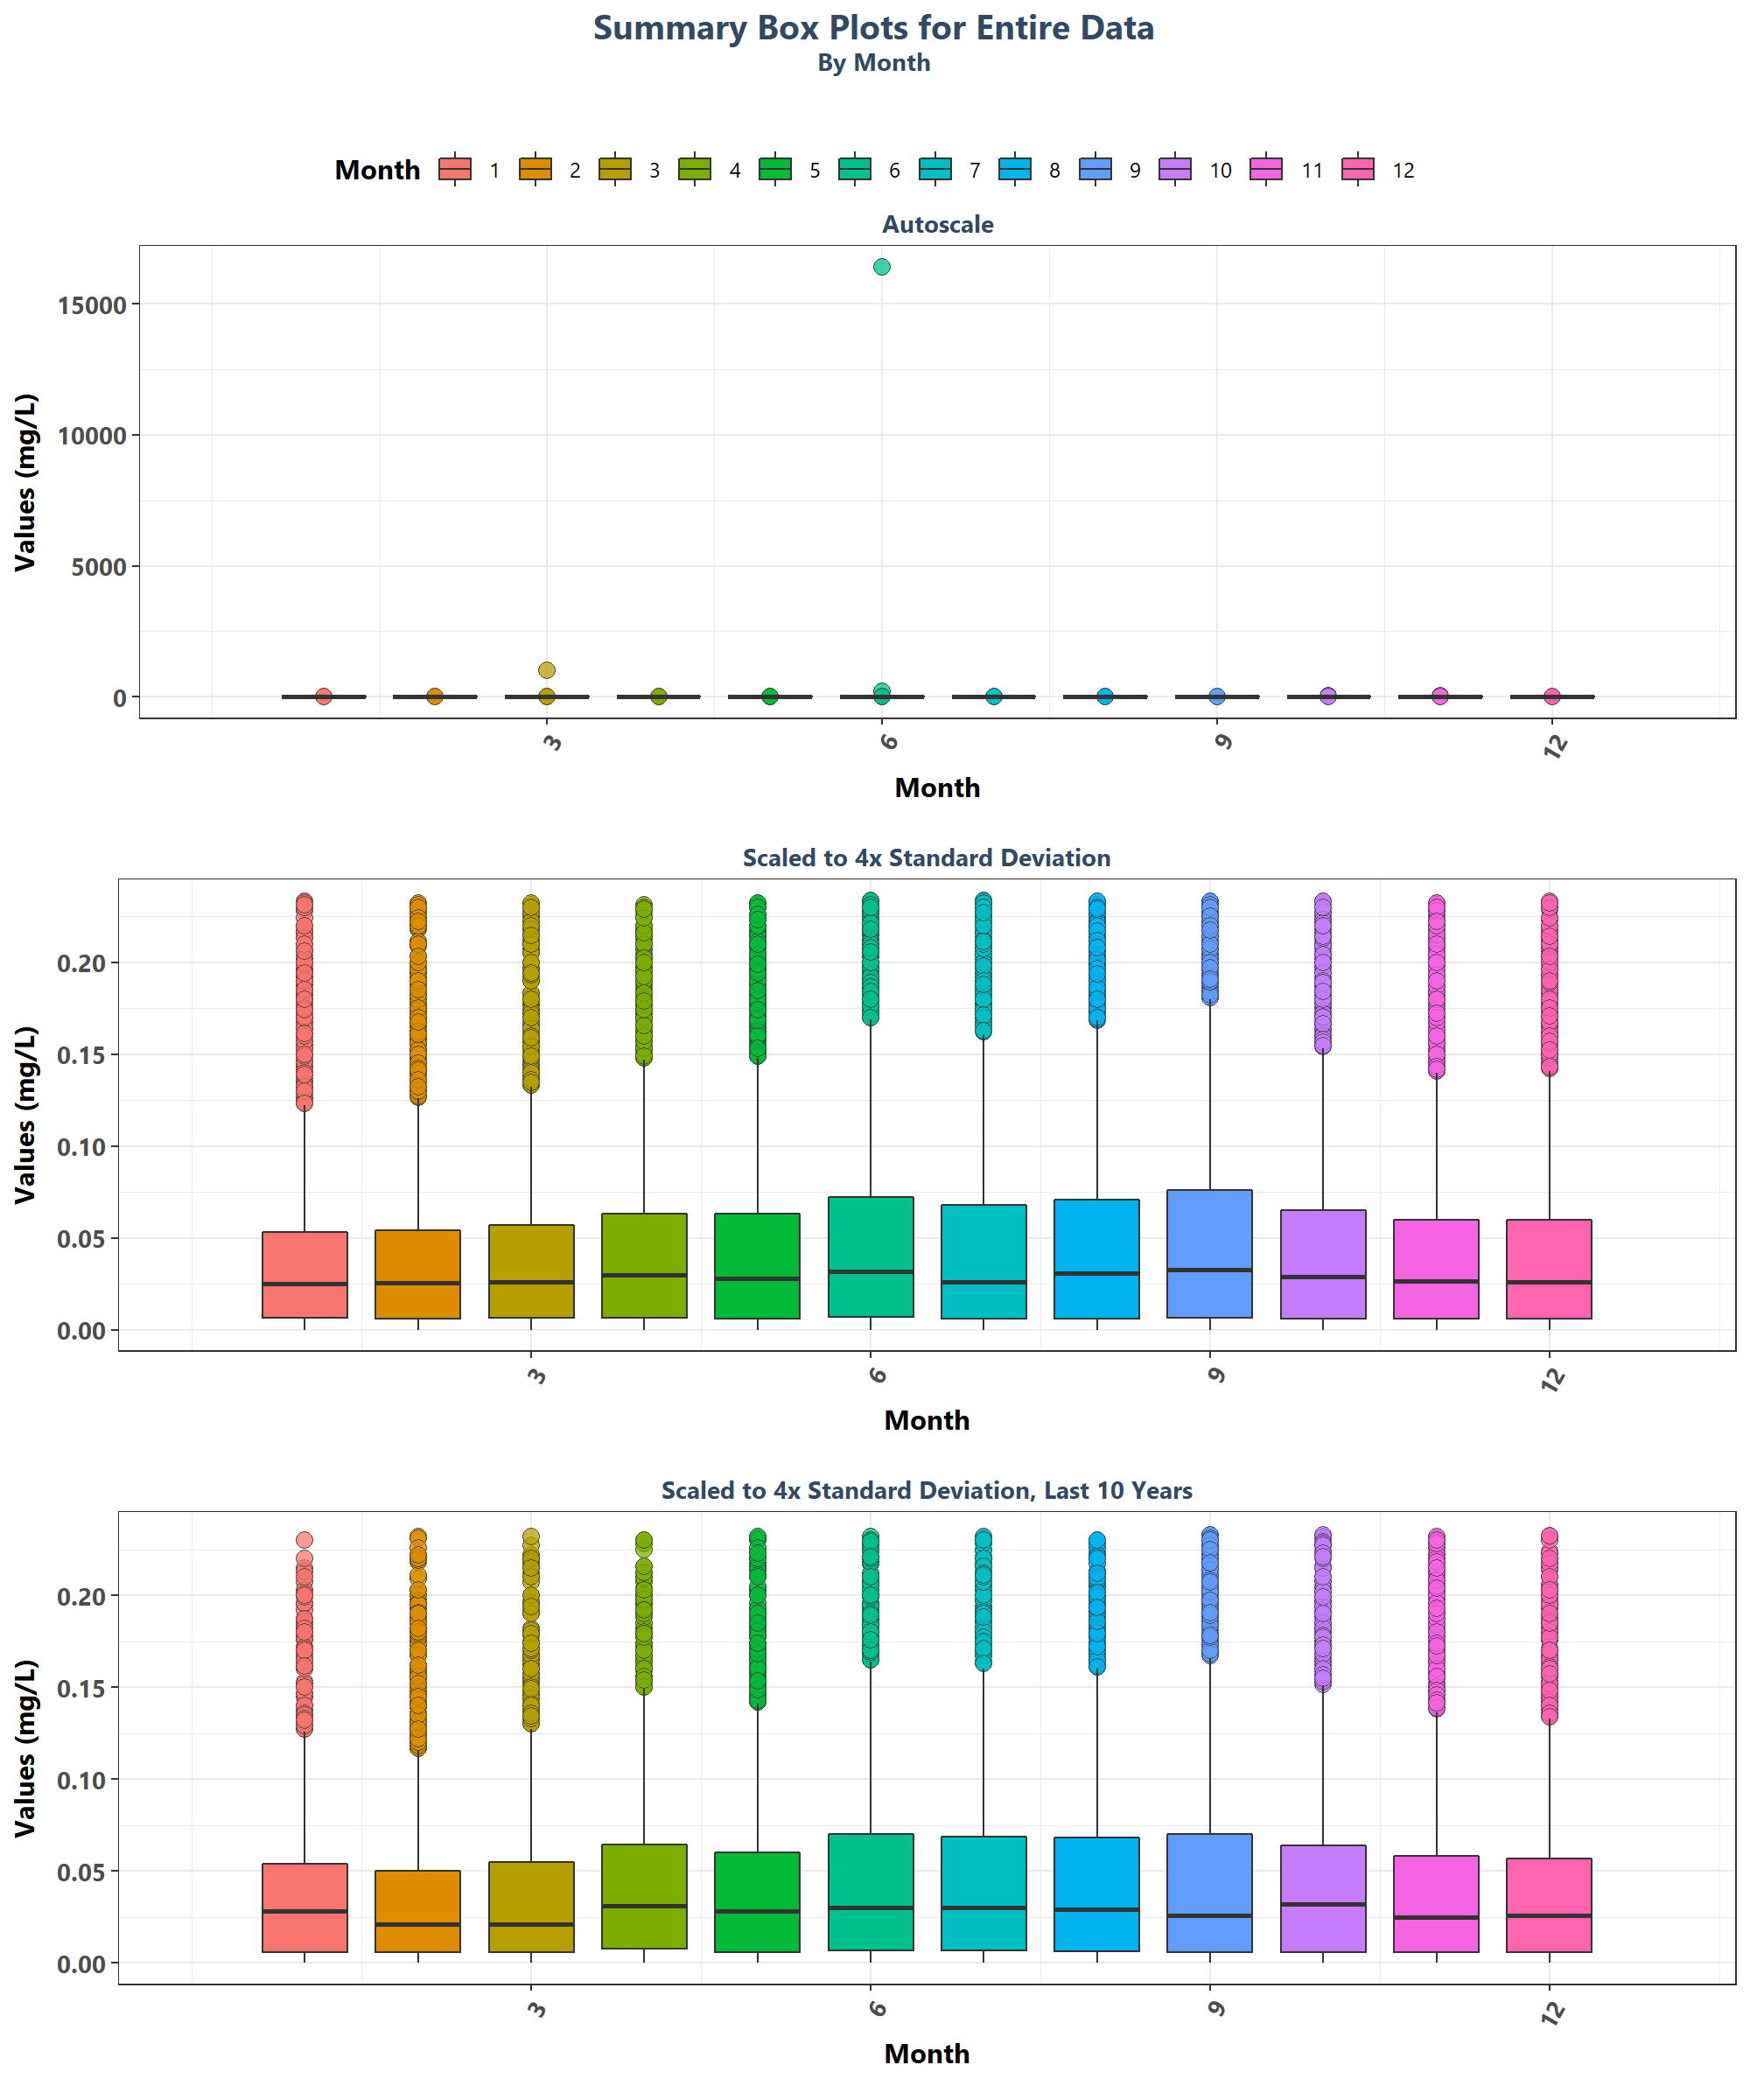 Summary Box Plots for Entire Data
By Month
Month 1 2 3 4 5 6 7 8 9 10 11 12
Autoscale
Values (mg/L)
15000
10000
5000
0
3 6 9 12
Month
Scaled to 4x Standard Deviation
Values (mg/L)
0.20
0.15
0.10
0.05
0.00
3 6 9 12
Month
Scaled to 4x Standard Deviation, Last 10 Years
Values (mg/L)
0.20
0.15
0.10
0.05
0.00
3 6 9 12
Month